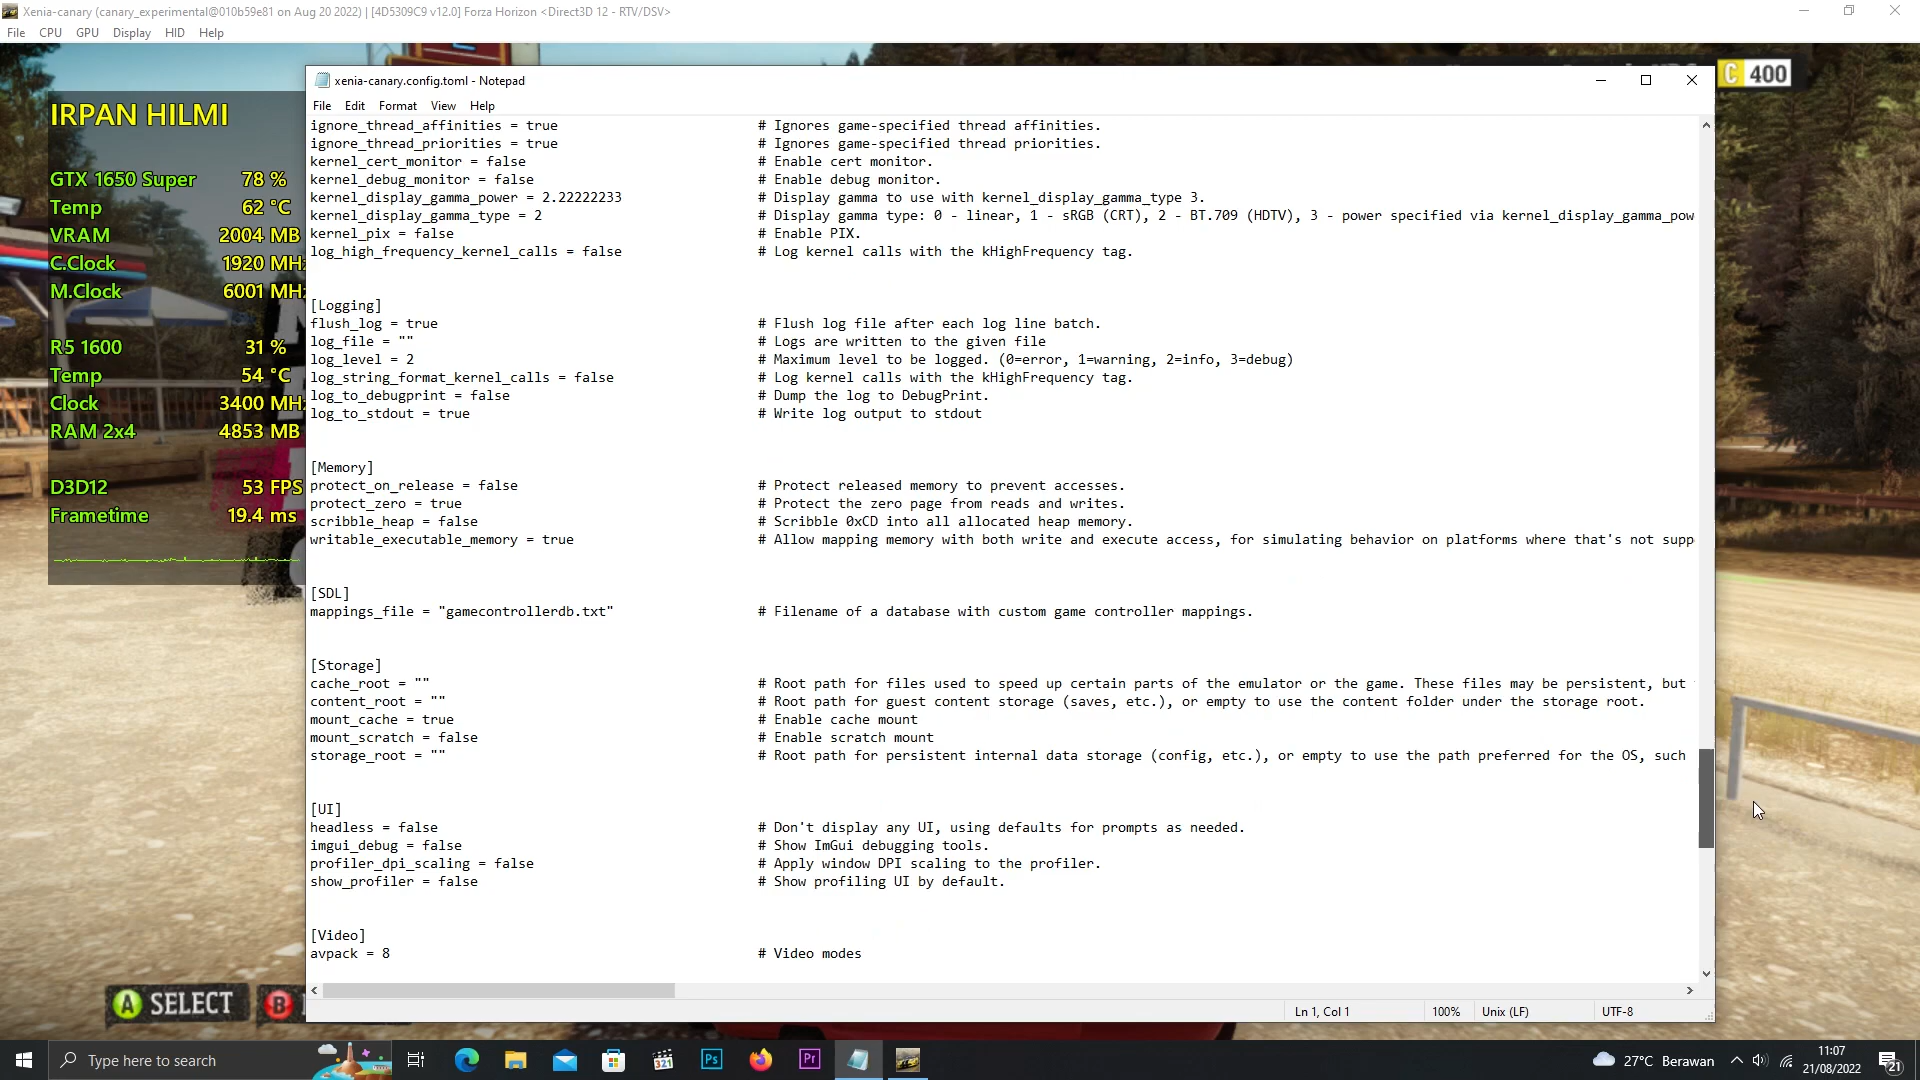 Xenia-canary (canary_experimental@010b59e81 on Aug 20 2022) | [4D5309C9 v12.0] Forza Horizon <Direct3D 12 - RTV/DSV>
File CPU GPU Display HID Help
C 400
IRPAN HILMI
GTX 1650 Super 78 %
Temp 62 °C
VRAM 2004 MB
C.Clock 1920 MHz
M.Clock 6001 MHz
R5 1600 31 %
Temp 54 °C
Clock 3400 MHz
RAM 2x4 4853 MB
D3D12 53 FPS
Frametime 19.4 ms
xenia-canary.config.toml - Notepad
File Edit Format View Help
ignore_thread_affinities = true # Ignores game-specified thread affinities.
ignore_thread_priorities = true # Ignores game-specified thread priorities.
kernel_cert_monitor = false # Enable cert monitor.
kernel_debug_monitor = false # Enable debug monitor.
kernel_display_gamma_power = 2.22222233 # Display gamma to use with kernel_display_gamma_type 3.
kernel_display_gamma_type = 2 # Display gamma type: 0 - linear, 1 - sRGB (CRT), 2 - BT.709 (HDTV), 3 - power specified via kernel_display_gamma_pow
kernel_pix = false # Enable PIX.
log_high_frequency_kernel_calls = false # Log kernel calls with the kHighFrequency tag.
[Logging]
flush_log = true # Flush log file after each log line batch.
log_file = "" # Logs are written to the given file
log_level = 2 # Maximum level to be logged. (0=error, 1=warning, 2=info, 3=debug)
log_string_format_kernel_calls = false # Log kernel calls with the kHighFrequency tag.
log_to_debugprint = false # Dump the log to DebugPrint.
log_to_stdout = true # Write log output to stdout
[Memory]
protect_on_release = false # Protect released memory to prevent accesses.
protect_zero = true # Protect the zero page from reads and writes.
scribble_heap = false # Scribble 0xCD into all allocated heap memory.
writable_executable_memory = true # Allow mapping memory with both write and execute access, for simulating behavior on platforms where that's not supp
[SDL]
mappings_file = "gamecontrollerdb.txt" # Filename of a database with custom game controller mappings.
[Storage]
cache_root = "" # Root path for files used to speed up certain parts of the emulator or the game. These files may be persistent, but
content_root = "" # Root path for guest content storage (saves, etc.), or empty to use the content folder under the storage root.
mount_cache = true # Enable cache mount
mount_scratch = false # Enable scratch mount
storage_root = "" # Root path for persistent internal data storage (config, etc.), or empty to use the path preferred for the OS, such
[UI]
headless = false # Don't display any UI, using defaults for prompts as needed.
imgui_debug = false # Show ImGui debugging tools.
profiler_dpi_scaling = false # Apply window DPI scaling to the profiler.
show_profiler = false # Show profiling UI by default.
[Video]
avpack = 8 # Video modes
Ln 1, Col 1 100% Unix (LF) UTF-8
A SELECT B
Type here to search
321
Ps
Pr
27°C Berawan
11:07
21/08/2022
21